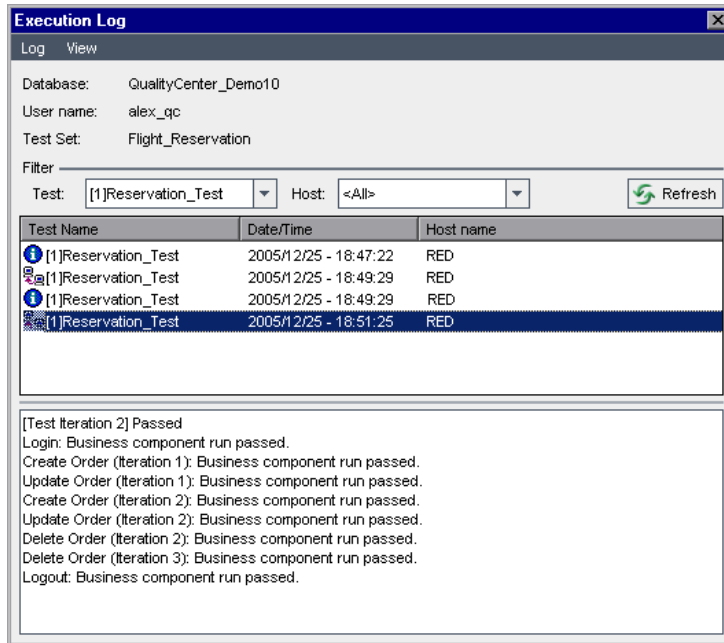 Execution Log
Log View
Database: QualityCenter_Demo10
User name: alex_qc
Test Set: Flight_Reservation
Filter
Test: [1]Reservation_Test Host: <All> Refresh
Test Name Date/Time Host name
[1]Reservation_Test 2005/12/25 - 18:47:22 RED
[1]Reservation_Test 2005/12/25 - 18:49:29 RED
[1]Reservation_Test 2005/12/25 - 18:49:29 RED
[1]Reservation_Test 2005/12/25 - 18:51:25 RED
[Test Iteration 2] Passed
Login: Business component run passed.
Create Order (Iteration 1): Business component run passed.
Update Order (Iteration 1): Business component run passed.
Create Order (Iteration 2): Business component run passed.
Update Order (Iteration 2): Business component run passed.
Delete Order (Iteration 2): Business component run passed.
Delete Order (Iteration 3): Business component run passed.
Logout: Business component run passed.